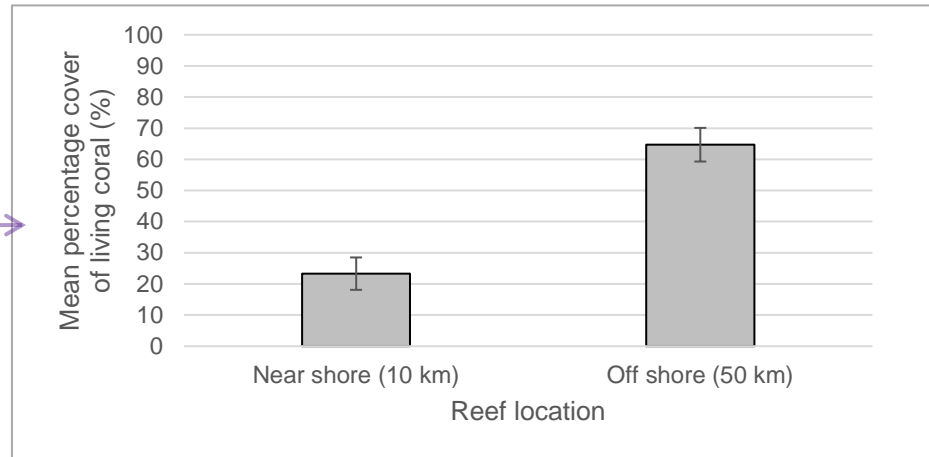 Mean percentage cover
of living coral (%)
100
90
80
70
60
50
40
30
20
10
0
Near shore (10 km)
Off shore (50 km)
Reef location